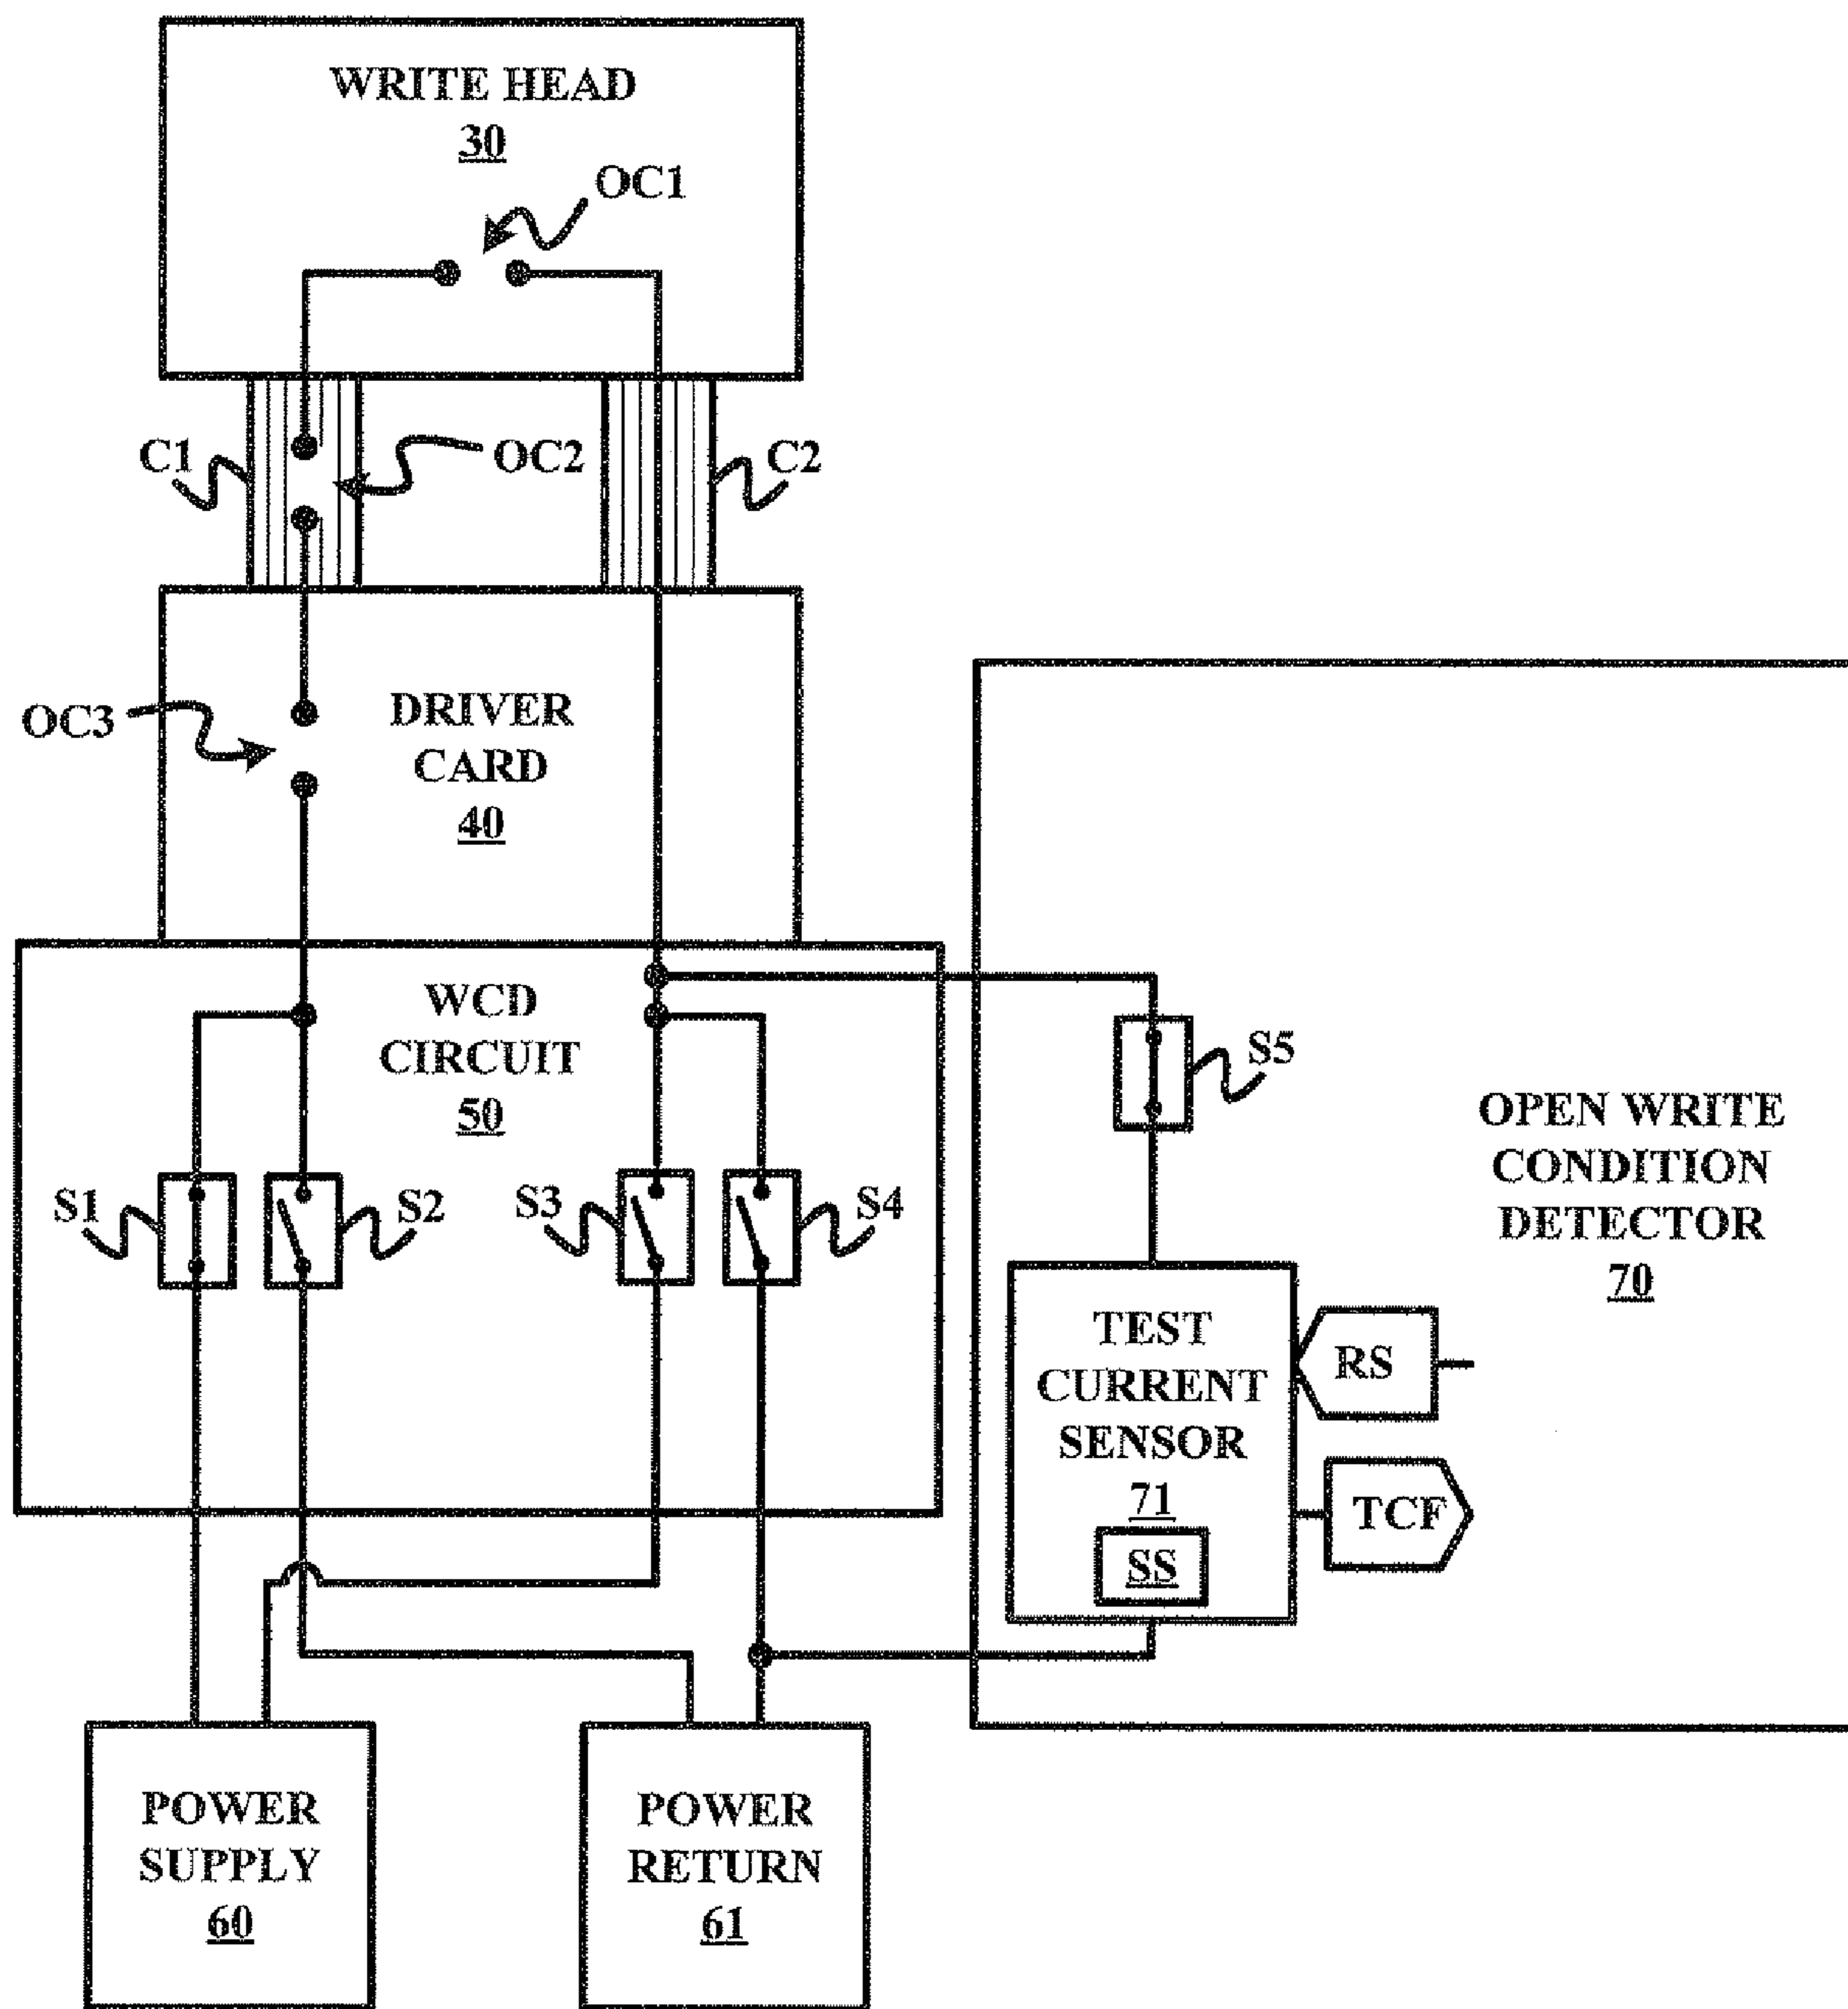 WRITE HEAD
30
OC1
C1
OC2
C2
OC3
DRIVER
CARD
40
WCD
CIRCUIT
50
S1
S2
S3
S4
S5
OPEN WRITE
CONDITION
DETECTOR
70
TEST
CURRENT
SENSOR
71
SS
RS
TCF
POWER
SUPPLY
60
POWER
RETURN
61